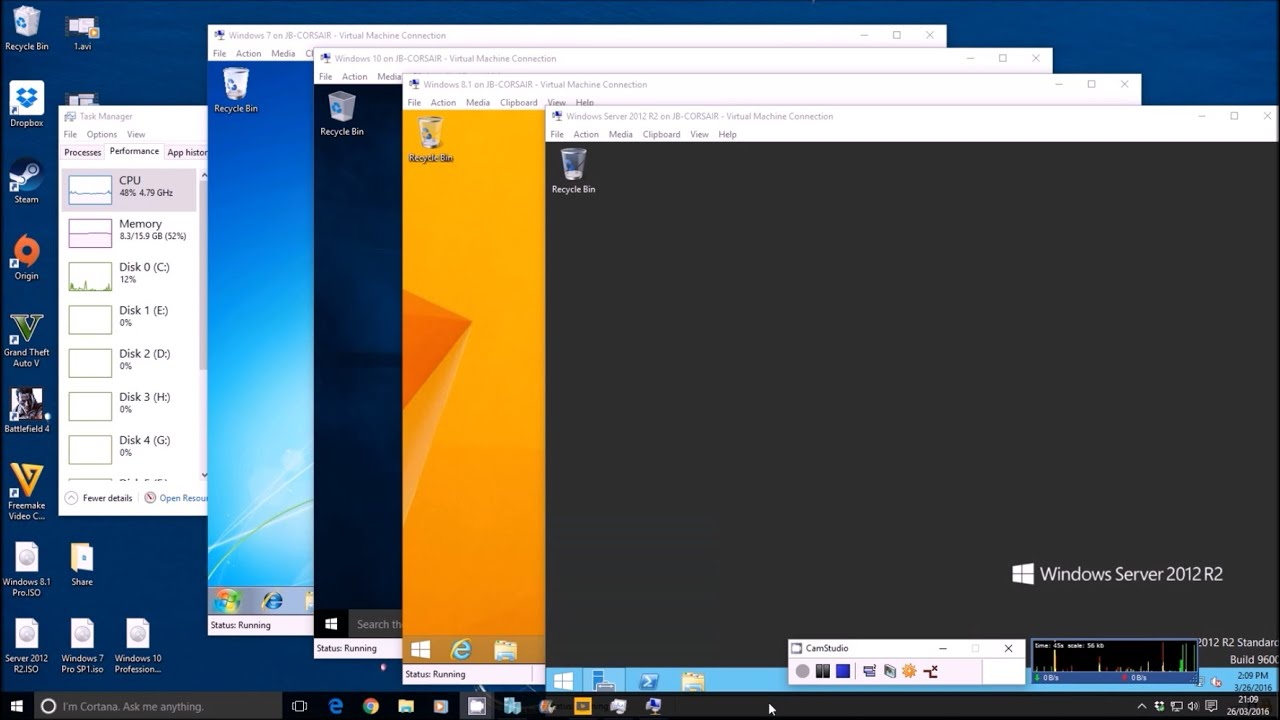 Recycle Bin
1.avi
Dropbox
Steam
Origin
Grand Theft
Auto V
Battlefield 4
Freemake
Video C...
Windows 8.1
Pro.ISO
Share
Server 2012
R2.ISO
Windows 7
Pro SP1.iso
Windows 10
Profession...
Task Manager
File Options View
Processes Performance App histor
CPU
48% 4.79 GHz
Memory
8.3/15.9 GB (52%)
Disk 0 (C:)
12%
Disk 1 (E:)
0%
Disk 2 (D:)
0%
Disk 3 (H:)
0%
Disk 4 (G:)
0%
Fewer details Open Resou
Windows 7 on JB-CORSAIR - Virtual Machine Connection
File Action Media
Recycle Bin
Status: Running
Windows 10 on JB-CORSAIR - Virtual Machine Connection
File Action Media
Recycle Bin
Search the
Status: Running
Windows 8.1 on JB-CORSAIR - Virtual Machine Connection
File Action Media Clipboard View Help
Recycle Bin
Status: Running
Windows Server 2012 R2 on JB-CORSAIR - Virtual Machine Connection
File Action Media Clipboard View Help
Recycle Bin
Windows Server 2012 R2
2012 R2 Standard
Build 9600
2:09 PM
3/26/2016
CamStudio
time: 45s scale: 56 kb
0 B/s 0 B/s
I'm Cortana. Ask me anything.
21:09
26/03/2016